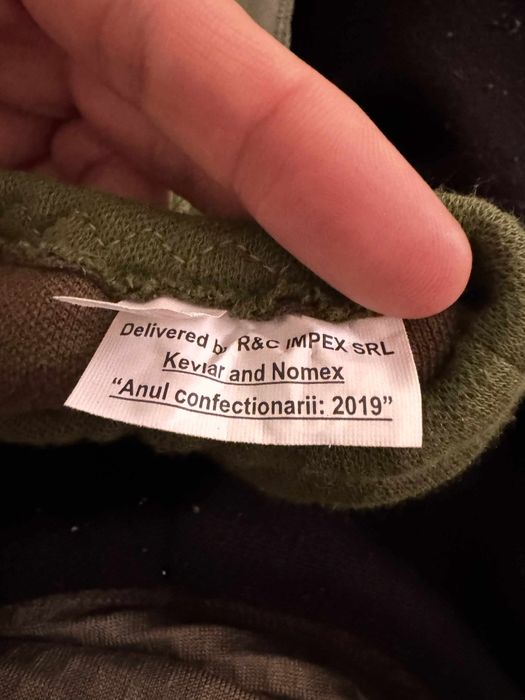 Delivered by R&c IMPEX SRL
Kevlar and Nomex
“Anul confectionarii: 2019”